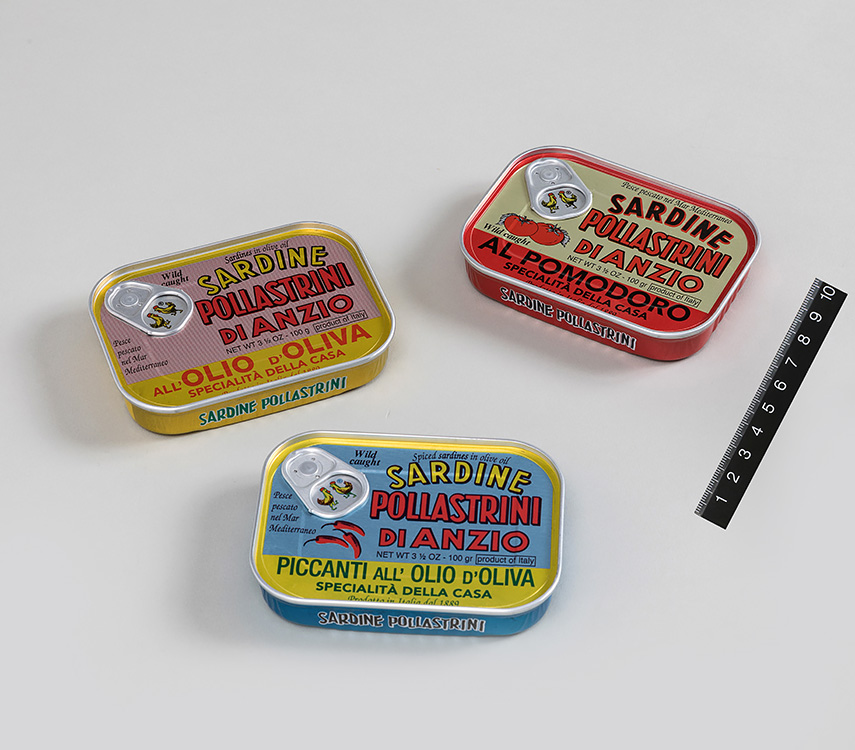 Sardines in olive oil
Wild
caught
SARDINE
POLLASTRINI
DI ANZIO
NET WT 3 ½ OZ - 100 g product of Italy
Pesce
pescato
nel Mar
Mediterraneo
ALL'OLIO D'OLIVA
SPECIALITÀ DELLA CASA
SARDINE POLLASTRINI
Pesce pescato nel Mar Mediterraneo
SARDINE
POLLASTRINI
DI ANZIO
Wild caught
NET WT 3 ½ OZ - 100 gr product of Italy
AL POMODORO
SPECIALITÀ DELLA CASA
SARDINE POLLASTRINI
Wild
caught
Spiced sardines in olive oil
SARDINE
POLLASTRINI
DI ANZIO
Pesce
pescato
nel Mar
Mediterraneo
NET WT 3 ½ OZ - 100 gr product of Italy
PICCANTI ALL' OLIO D'OLIVA
SPECIALITÀ DELLA CASA
Prodotte in Italia dal 1889
SARDINE POLLASTRINI
1 2 3 4 5 6 7 8 9 10